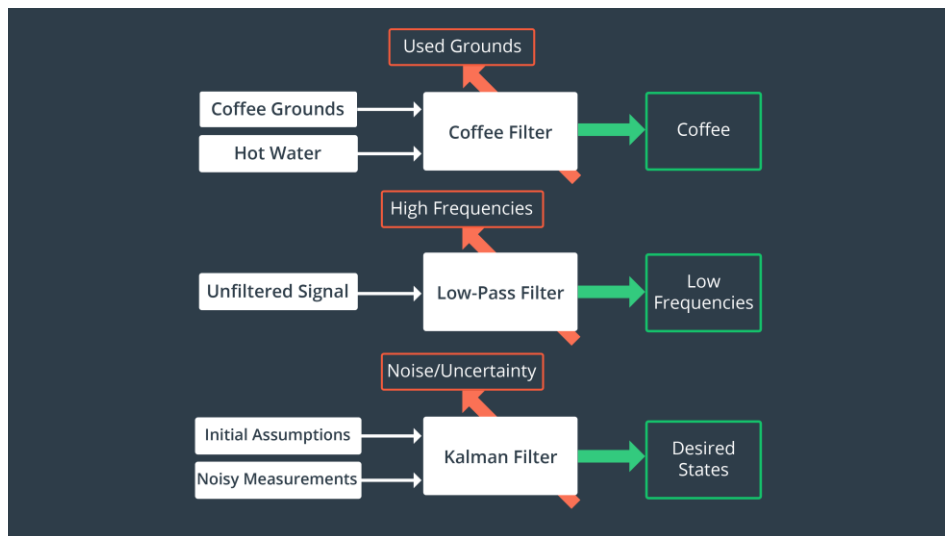 Used Grounds
Coffee Grounds
Hot Water
Coffee Filter
Coffee
High Frequencies
Unfiltered Signal
Low-Pass Filter
Low
Frequencies
Noise/Uncertainty
Initial Assumptions
Noisy Measurements
Kalman Filter
Desired
States